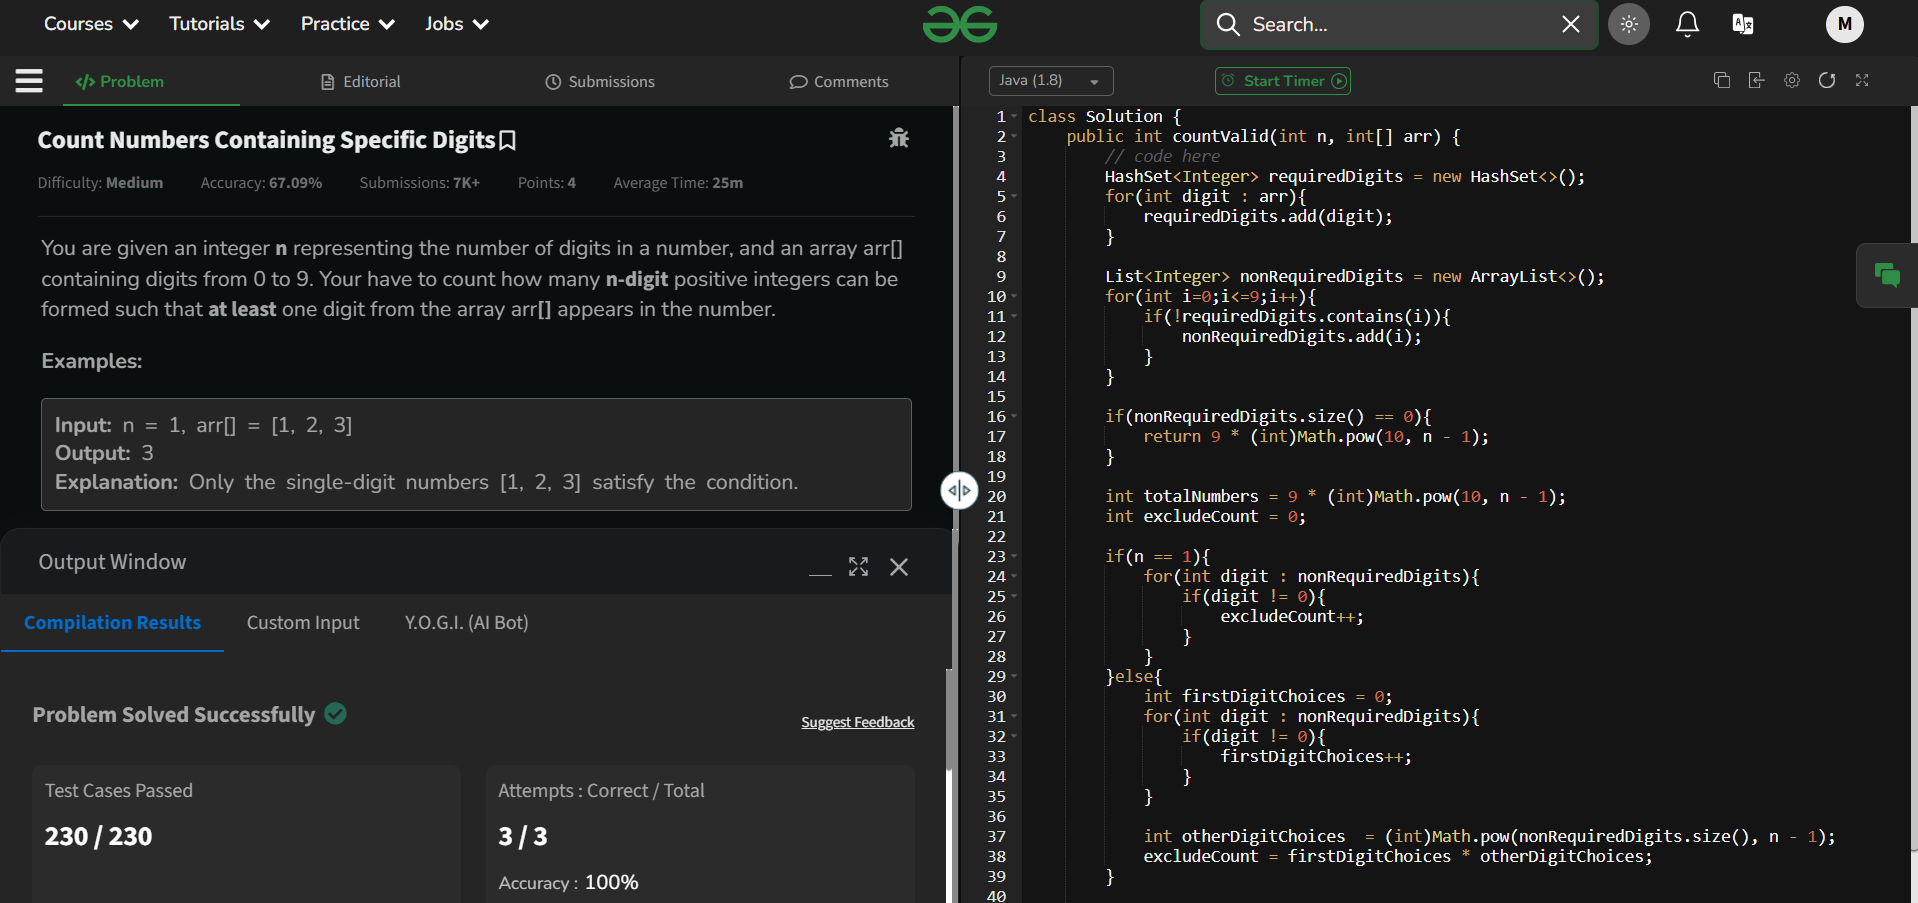 Courses Tutorials Practice Jobs Search... M
Problem Editorial Submissions Comments Java (1.8) Start Timer
Count Numbers Containing Specific Digits
Difficulty: Medium Accuracy: 67.09% Submissions: 7K+ Points: 4 Average Time: 25m
You are given an integer n representing the number of digits in a number, and an array arr[]
containing digits from 0 to 9. Your have to count how many n-digit positive integers can be
formed such that at least one digit from the array arr[] appears in the number.
Examples:
Input: n = 1, arr[] = [1, 2, 3]
Output: 3
Explanation: Only the single-digit numbers [1, 2, 3] satisfy the condition.
Output Window
Compilation Results Custom Input Y.O.G.I. (AI Bot)
Problem Solved Successfully
Suggest Feedback
Test Cases Passed
230 / 230
Attempts : Correct / Total
3 / 3
Accuracy : 100%
1 class Solution {
2     public int countValid(int n, int[] arr) {
3         // code here
4         HashSet<Integer> requiredDigits = new HashSet<>();
5         for(int digit : arr){
6             requiredDigits.add(digit);
7         }
8
9         List<Integer> nonRequiredDigits = new ArrayList<>();
10         for(int i=0;i<=9;i++){
11             if(!requiredDigits.contains(i)){
12                 nonRequiredDigits.add(i);
13             }
14         }
15
16         if(nonRequiredDigits.size() == 0){
17             return 9 * (int)Math.pow(10, n - 1);
18         }
19
20         int totalNumbers = 9 * (int)Math.pow(10, n - 1);
21         int excludeCount = 0;
22
23         if(n == 1){
24             for(int digit : nonRequiredDigits){
25                 if(digit != 0){
26                     excludeCount++;
27                 }
28             }
29         }else{
30             int firstDigitChoices = 0;
31             for(int digit : nonRequiredDigits){
32                 if(digit != 0){
33                     firstDigitChoices++;
34                 }
35             }
36
37             int otherDigitChoices  = (int)Math.pow(nonRequiredDigits.size(), n - 1);
38             excludeCount = firstDigitChoices * otherDigitChoices;
39         }
40